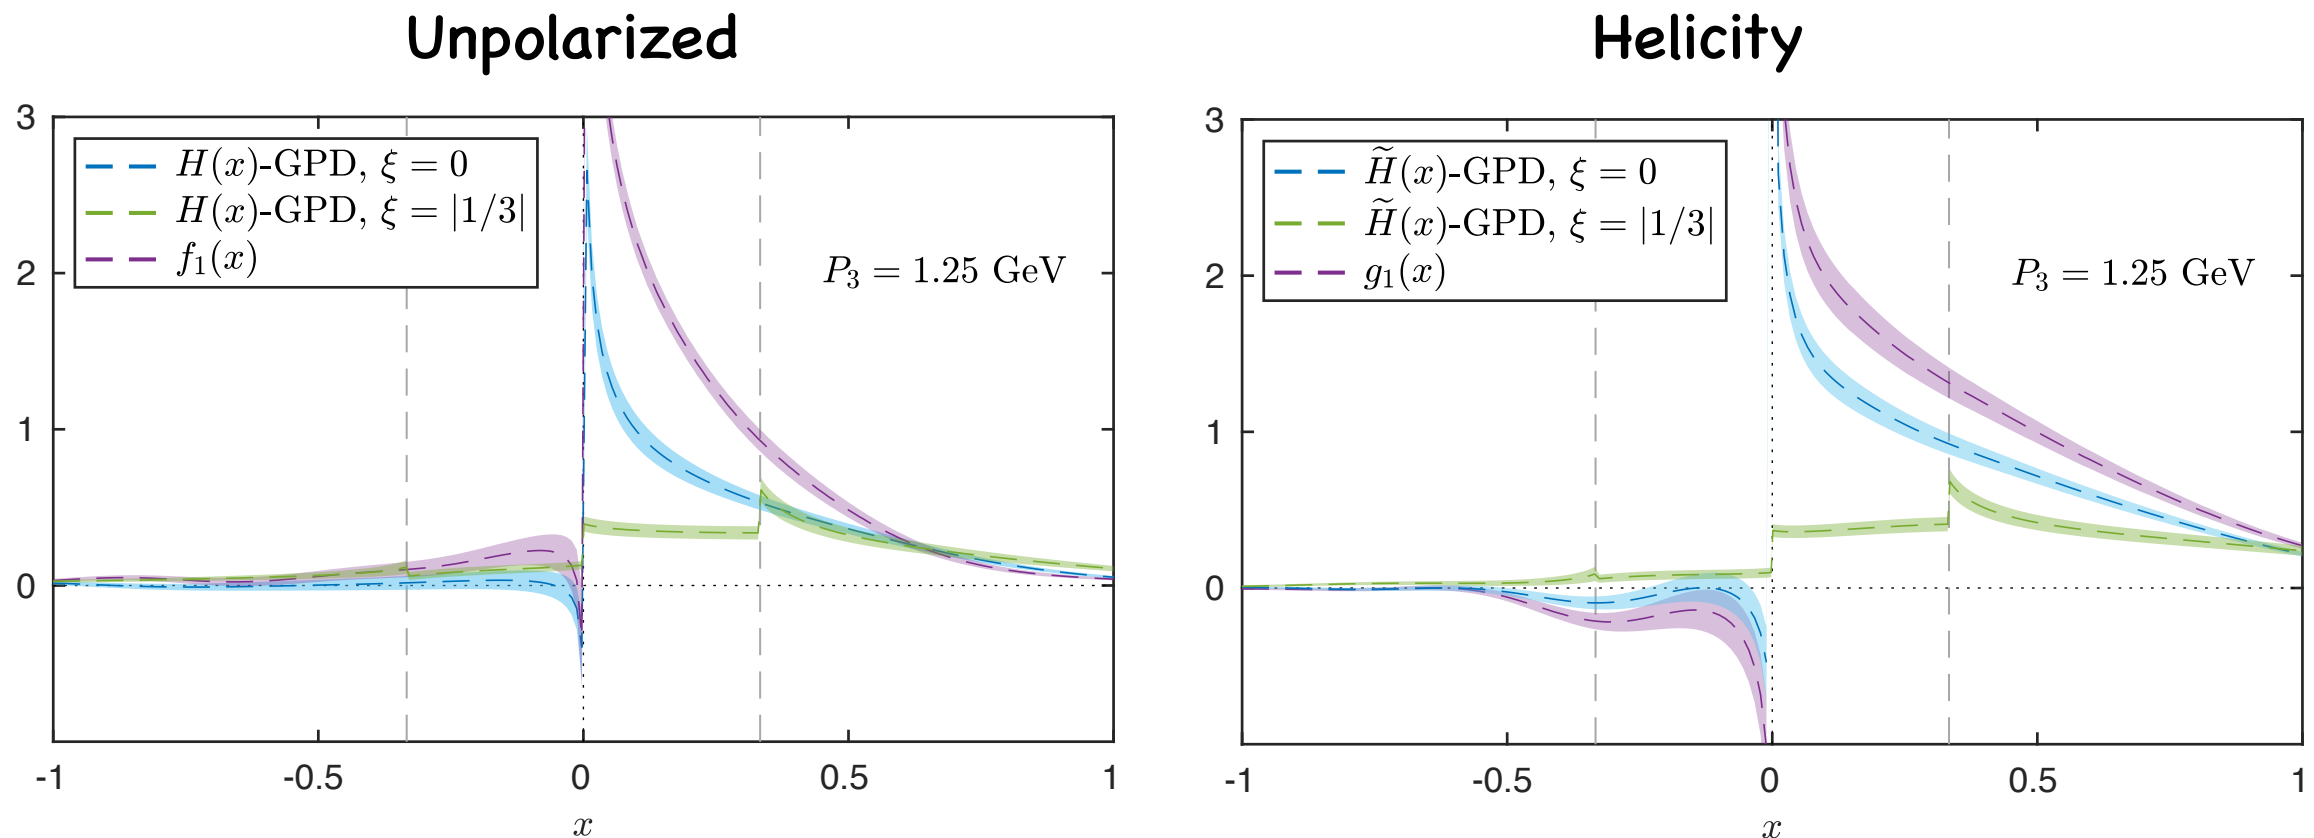 Unpolarized
3
2
1
0
-1
-0.5
0
0.5
1
x
H(x)-GPD, ξ = 0
H(x)-GPD, ξ = |1/3|
f₁(x)
P₃ = 1.25 GeV
Helicity
3
2
1
0
-1
-0.5
0
0.5
1
x
H̃(x)-GPD, ξ = 0
H̃(x)-GPD, ξ = |1/3|
g₁(x)
P₃ = 1.25 GeV